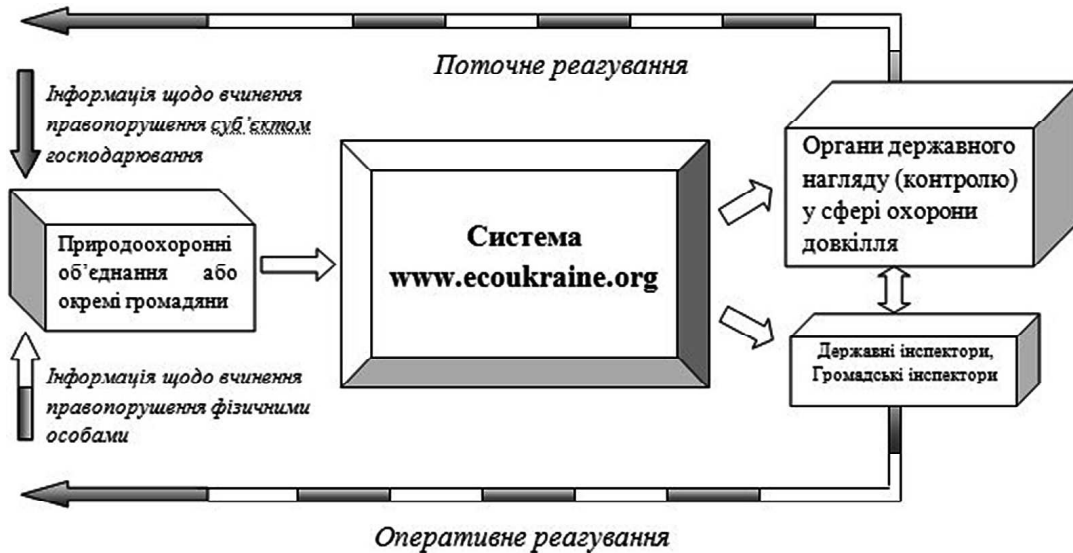 Поточне реагування
Інформація щодо вчинення
правопорушення суб’єктом
господарювання
Природоохоронні
об’єднання або
окремі громадяни
Інформація щодо вчинення
правопорушення фізичними
особами
Система
www.ecoukraine.org
Органи державного
нагляду (контролю)
у сфері охорони
довкілля
Державні інспектори,
Громадські інспектори
Оперативне реагування